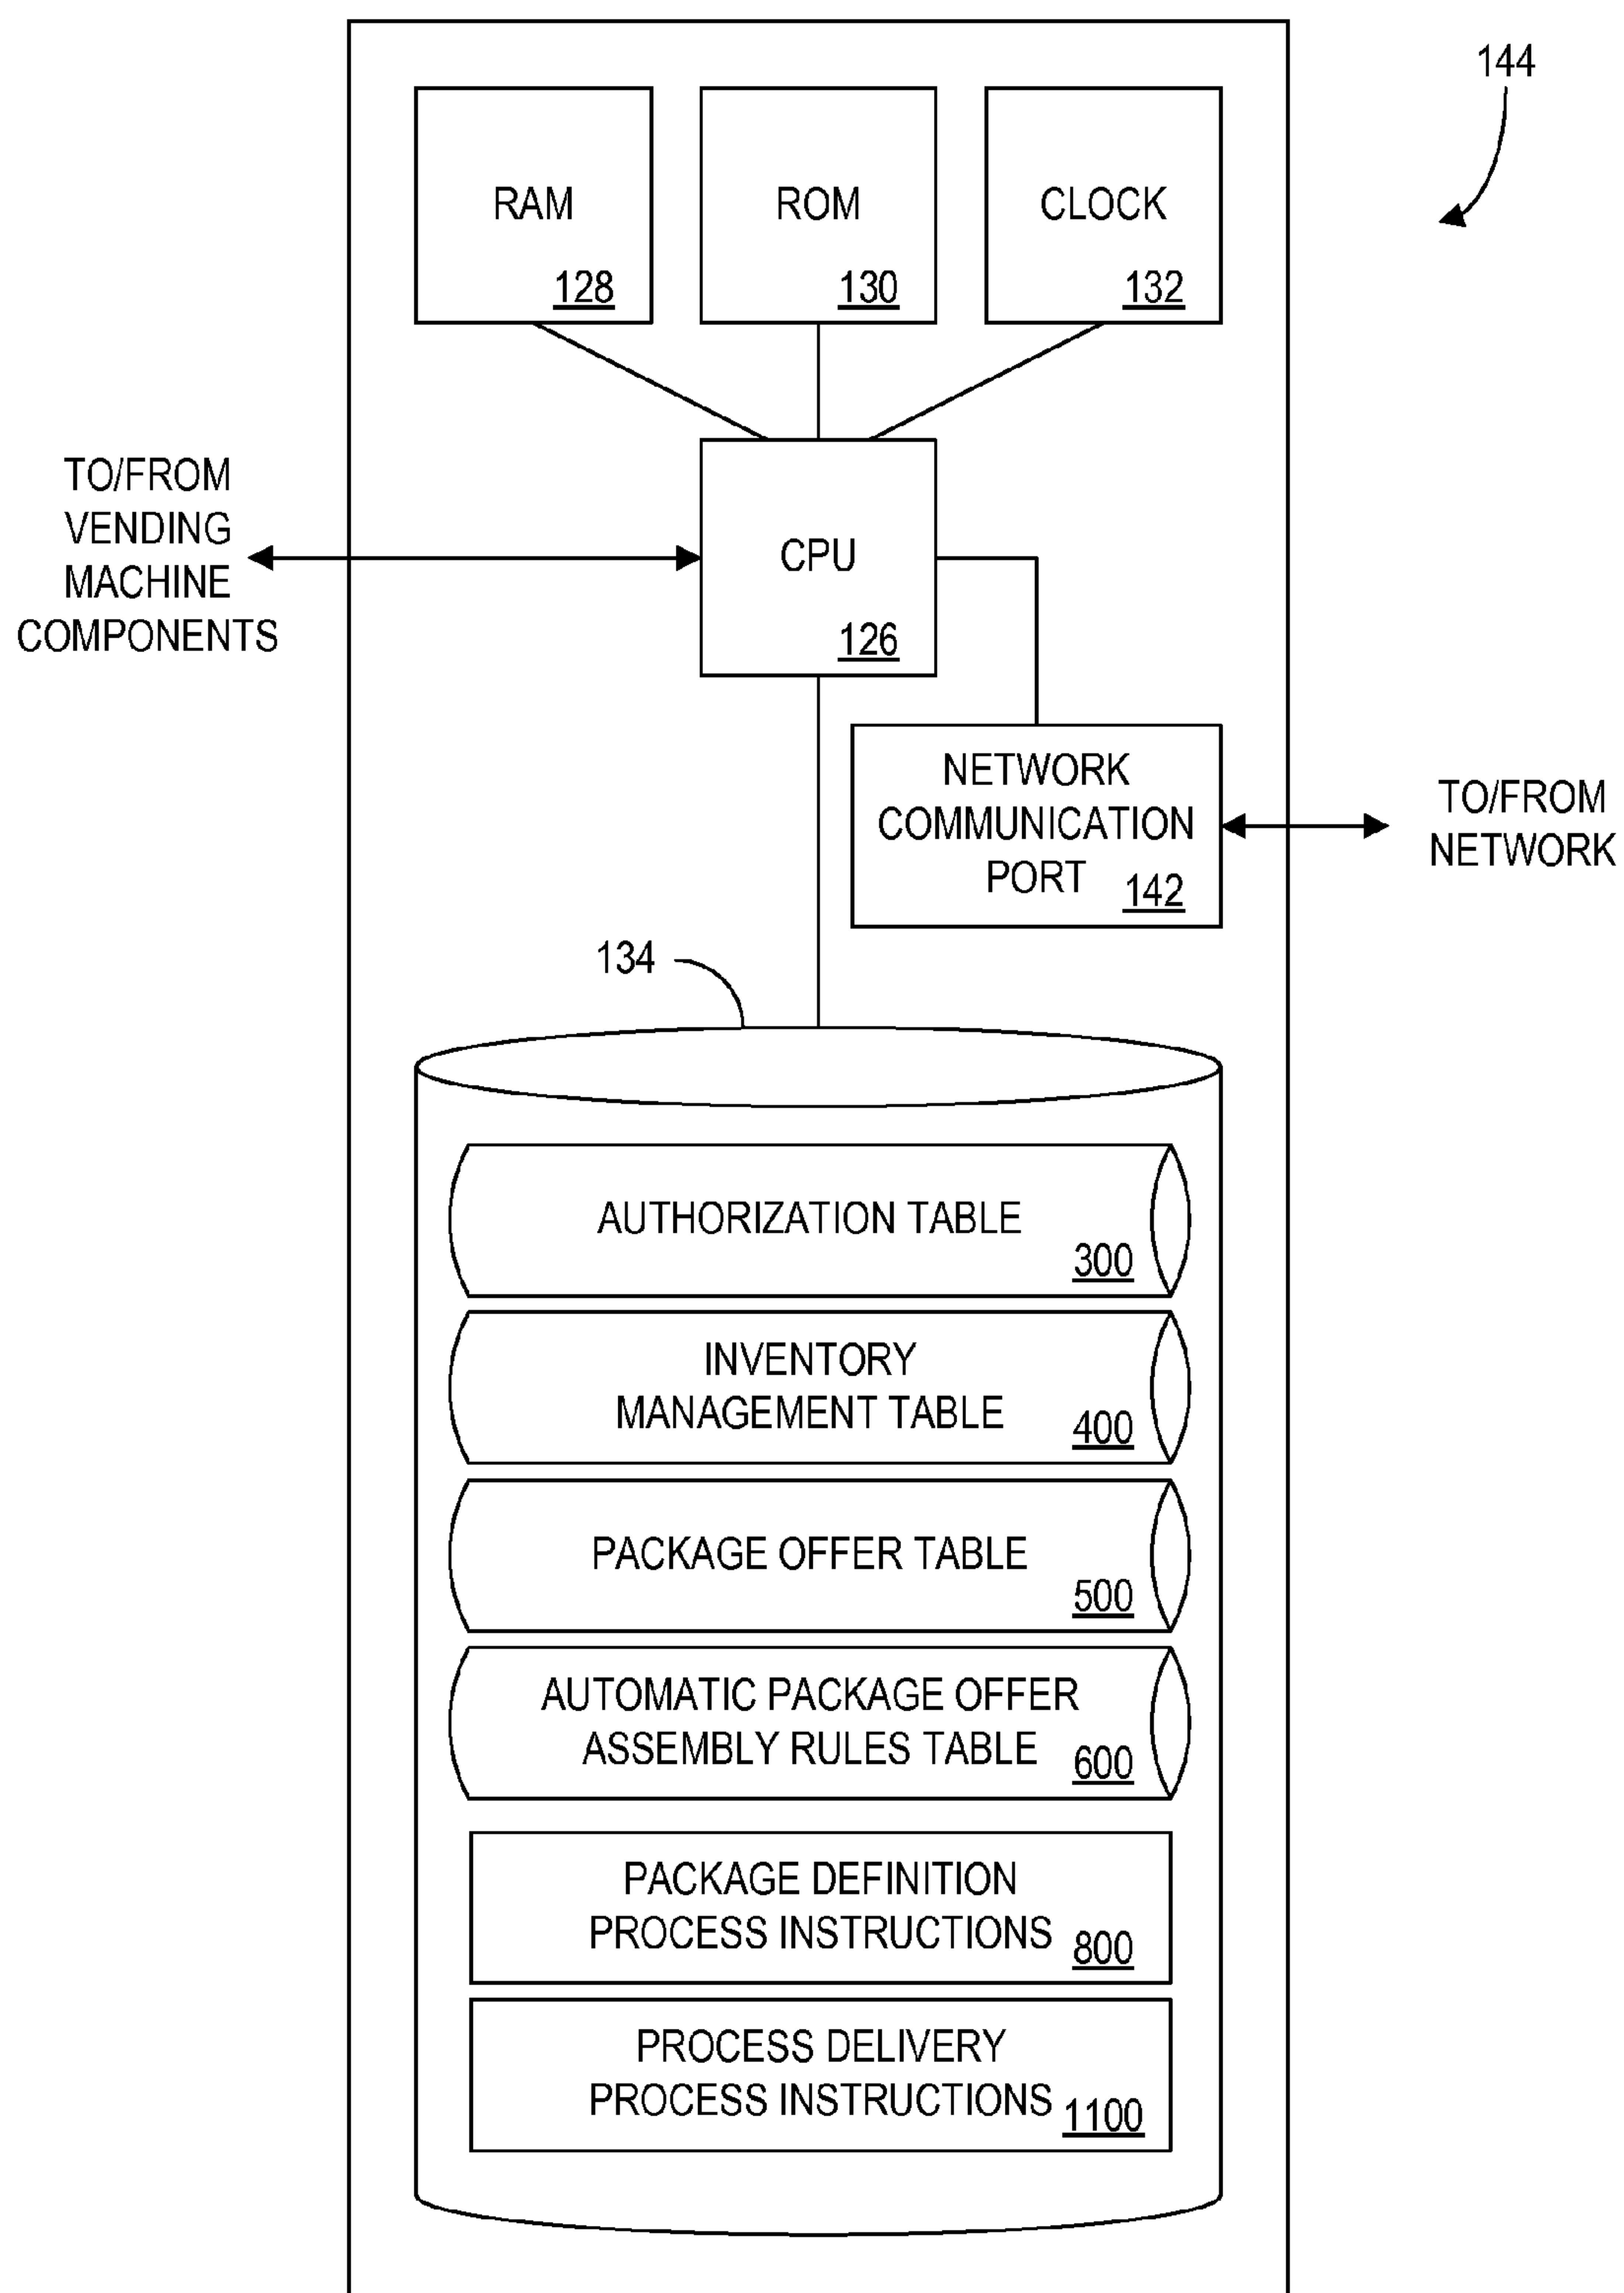 144
RAM
128
ROM
130
CLOCK
132
TO/FROM
VENDING
MACHINE
COMPONENTS
CPU
126
NETWORK
COMMUNICATION
PORT 142
TO/FROM
NETWORK
134
AUTHORIZATION TABLE
300
INVENTORY
MANAGEMENT TABLE
400
PACKAGE OFFER TABLE
500
AUTOMATIC PACKAGE OFFER
ASSEMBLY RULES TABLE
600
PACKAGE DEFINITION
PROCESS INSTRUCTIONS
800
PROCESS DELIVERY
PROCESS INSTRUCTIONS
1100